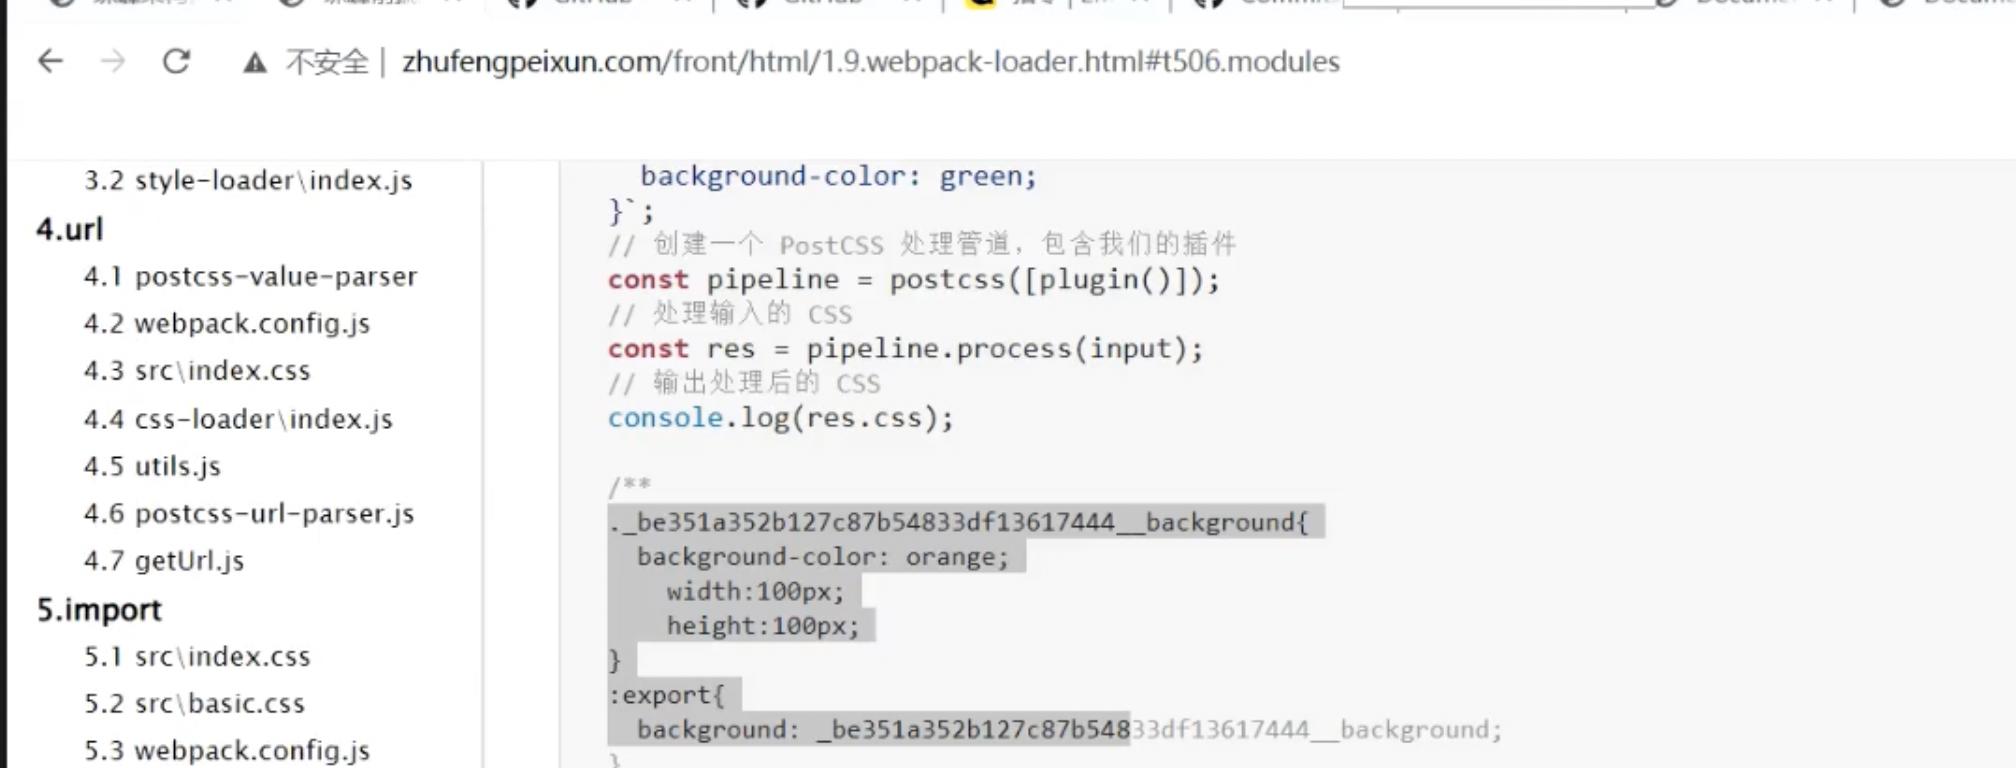 不安全 | zhufengpeixun.com/front/html/1.9.webpack-loader.html#t506.modules
3.2 style-loader\index.js
4.url
4.1 postcss-value-parser
4.2 webpack.config.js
4.3 src\index.css
4.4 css-loader\index.js
4.5 utils.js
4.6 postcss-url-parser.js
4.7 getUrl.js
5.import
5.1 src\index.css
5.2 src\basic.css
5.3 webpack.config.js
background-color: green;
}`;
// 创建一个 PostCSS 处理管道，包含我们的插件
const pipeline = postcss([plugin()]);
// 处理输入的 CSS
const res = pipeline.process(input);
// 输出处理后的 CSS
console.log(res.css);
/**
._be351a352b127c87b54833df13617444__background{
background-color: orange;
width:100px;
height:100px;
}
:export{
background: _be351a352b127c87b54833df13617444__background;
}